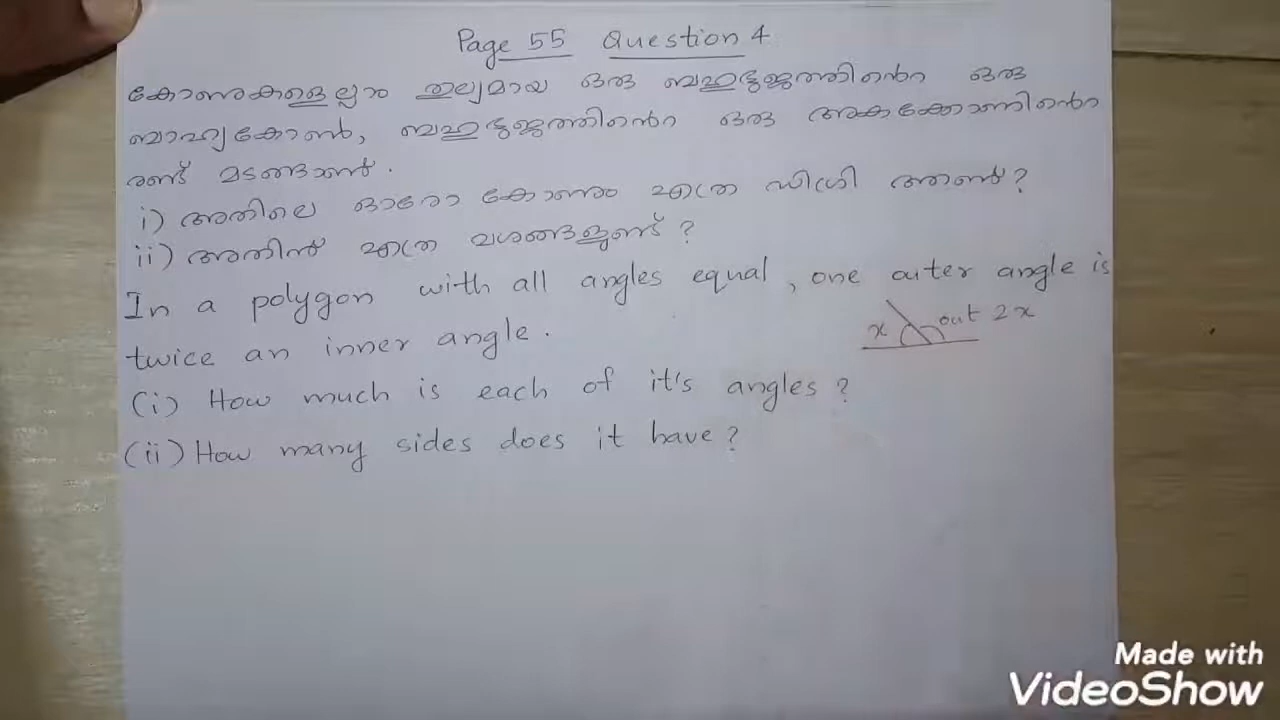 Page 55 Question 4
കോണുകളെല്ലാം തുല്യമായ ഒരു ബഹുഭുജത്തിൻെറ ഒരു
ബാഹ്യകോൺ, ബഹുഭുജത്തിൻെറ ഒരു അകക്കോണിൻെറ
രണ്ട് മടങ്ങാണ്.
i) അതിലെ ഓരോ കോണും എത്ര ഡിഗ്രി ആണ്?
ii) അതിന് എത്ര വശങ്ങളുണ്ട്?
In a polygon with all angles equal, one outer angle is
twice an inner angle.
x out 2x
(i) How much is each of it's angles?
(ii) How many sides does it have?
Made with
VideoShow